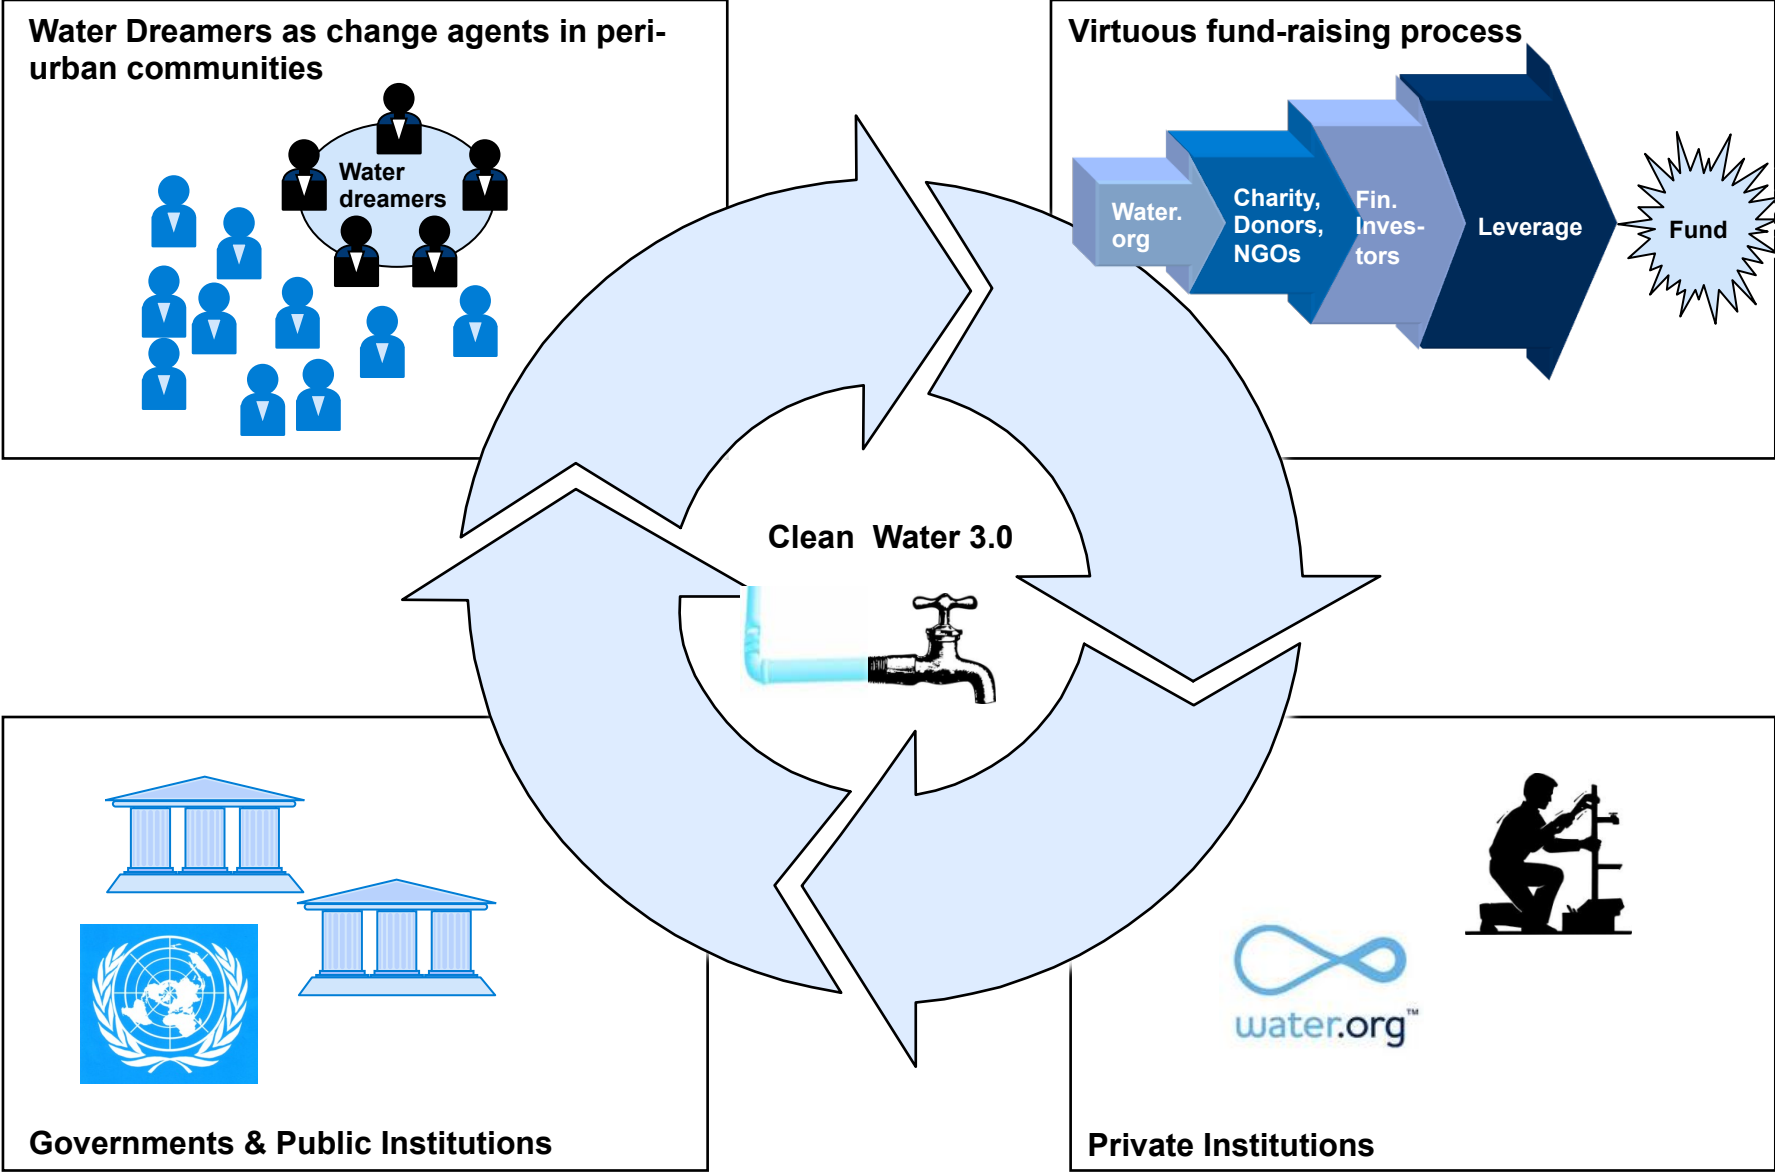 Water Dreamers as change agents in peri-
urban communities
Water
dreamers
Virtuous fund-raising process
Water.
org
Charity,
Donors,
NGOs
Fin.
Inves-
tors
Leverage
Fund
Clean Water 3.0
Governments & Public Institutions
water.org™
Private Institutions